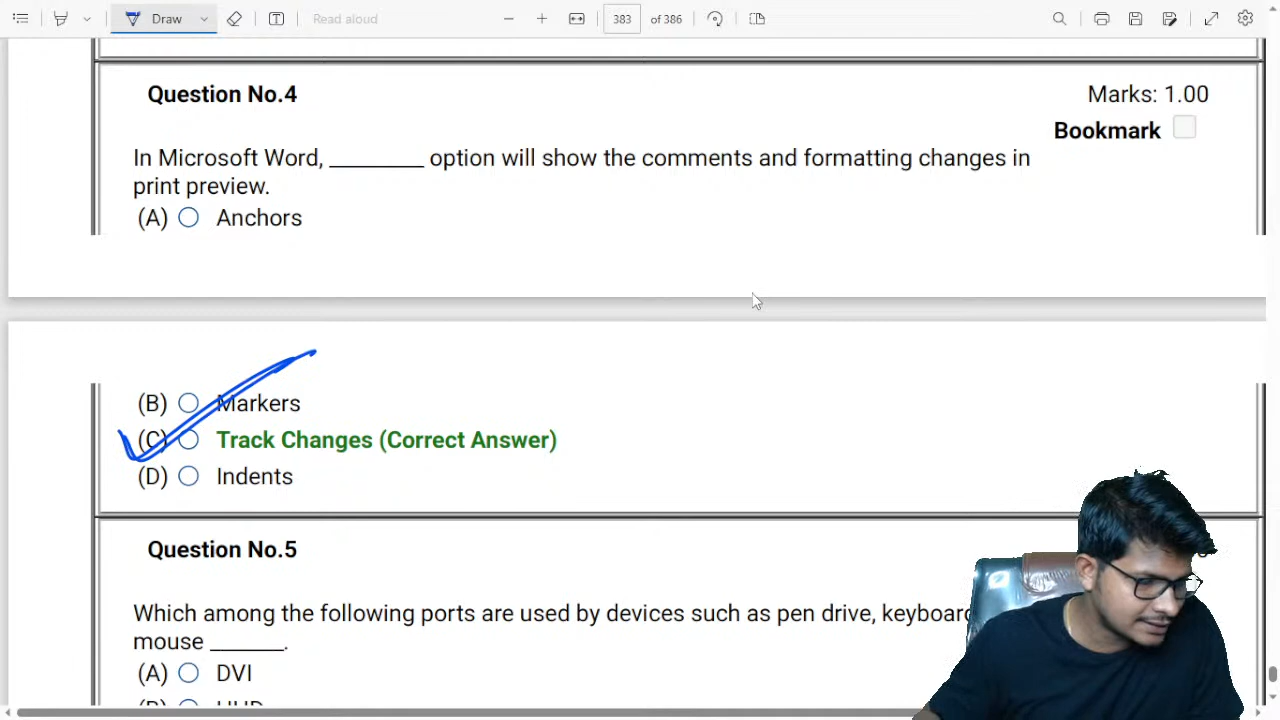 Draw
Read aloud
383 of 386
Question No.4
Marks: 1.00
Bookmark
In Microsoft Word, ________ option will show the comments and formatting changes in
print preview.
(A) Anchors
(B) Markers
(C) Track Changes (Correct Answer)
(D) Indents
Question No.5
Which among the following ports are used by devices such as pen drive, keyboard
mouse ______.
(A) DVI